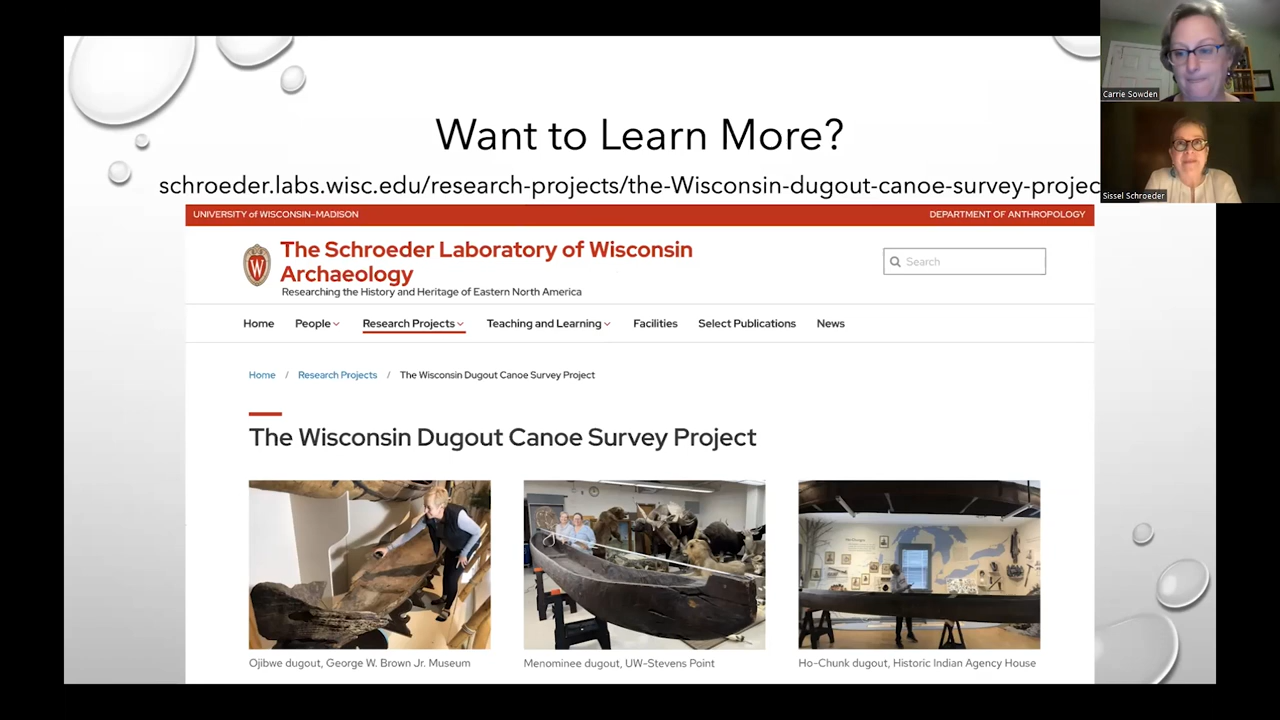 Want to Learn More?
schroeder.labs.wisc.edu/research-projects/the-Wisconsin-dugout-canoe-survey-projec
Carrie Sowden
Sissel Schroeder
UNIVERSITY of WISCONSIN–MADISON
DEPARTMENT OF ANTHROPOLOGY
W
The Schroeder Laboratory of Wisconsin
Archaeology
Researching the History and Heritage of Eastern North America
Search
Home People Research Projects Teaching and Learning Facilities Select Publications News
Home / Research Projects / The Wisconsin Dugout Canoe Survey Project
The Wisconsin Dugout Canoe Survey Project
Ojibwe dugout, George W. Brown Jr. Museum
Menominee dugout, UW-Stevens Point
Ho-Chunk dugout, Historic Indian Agency House